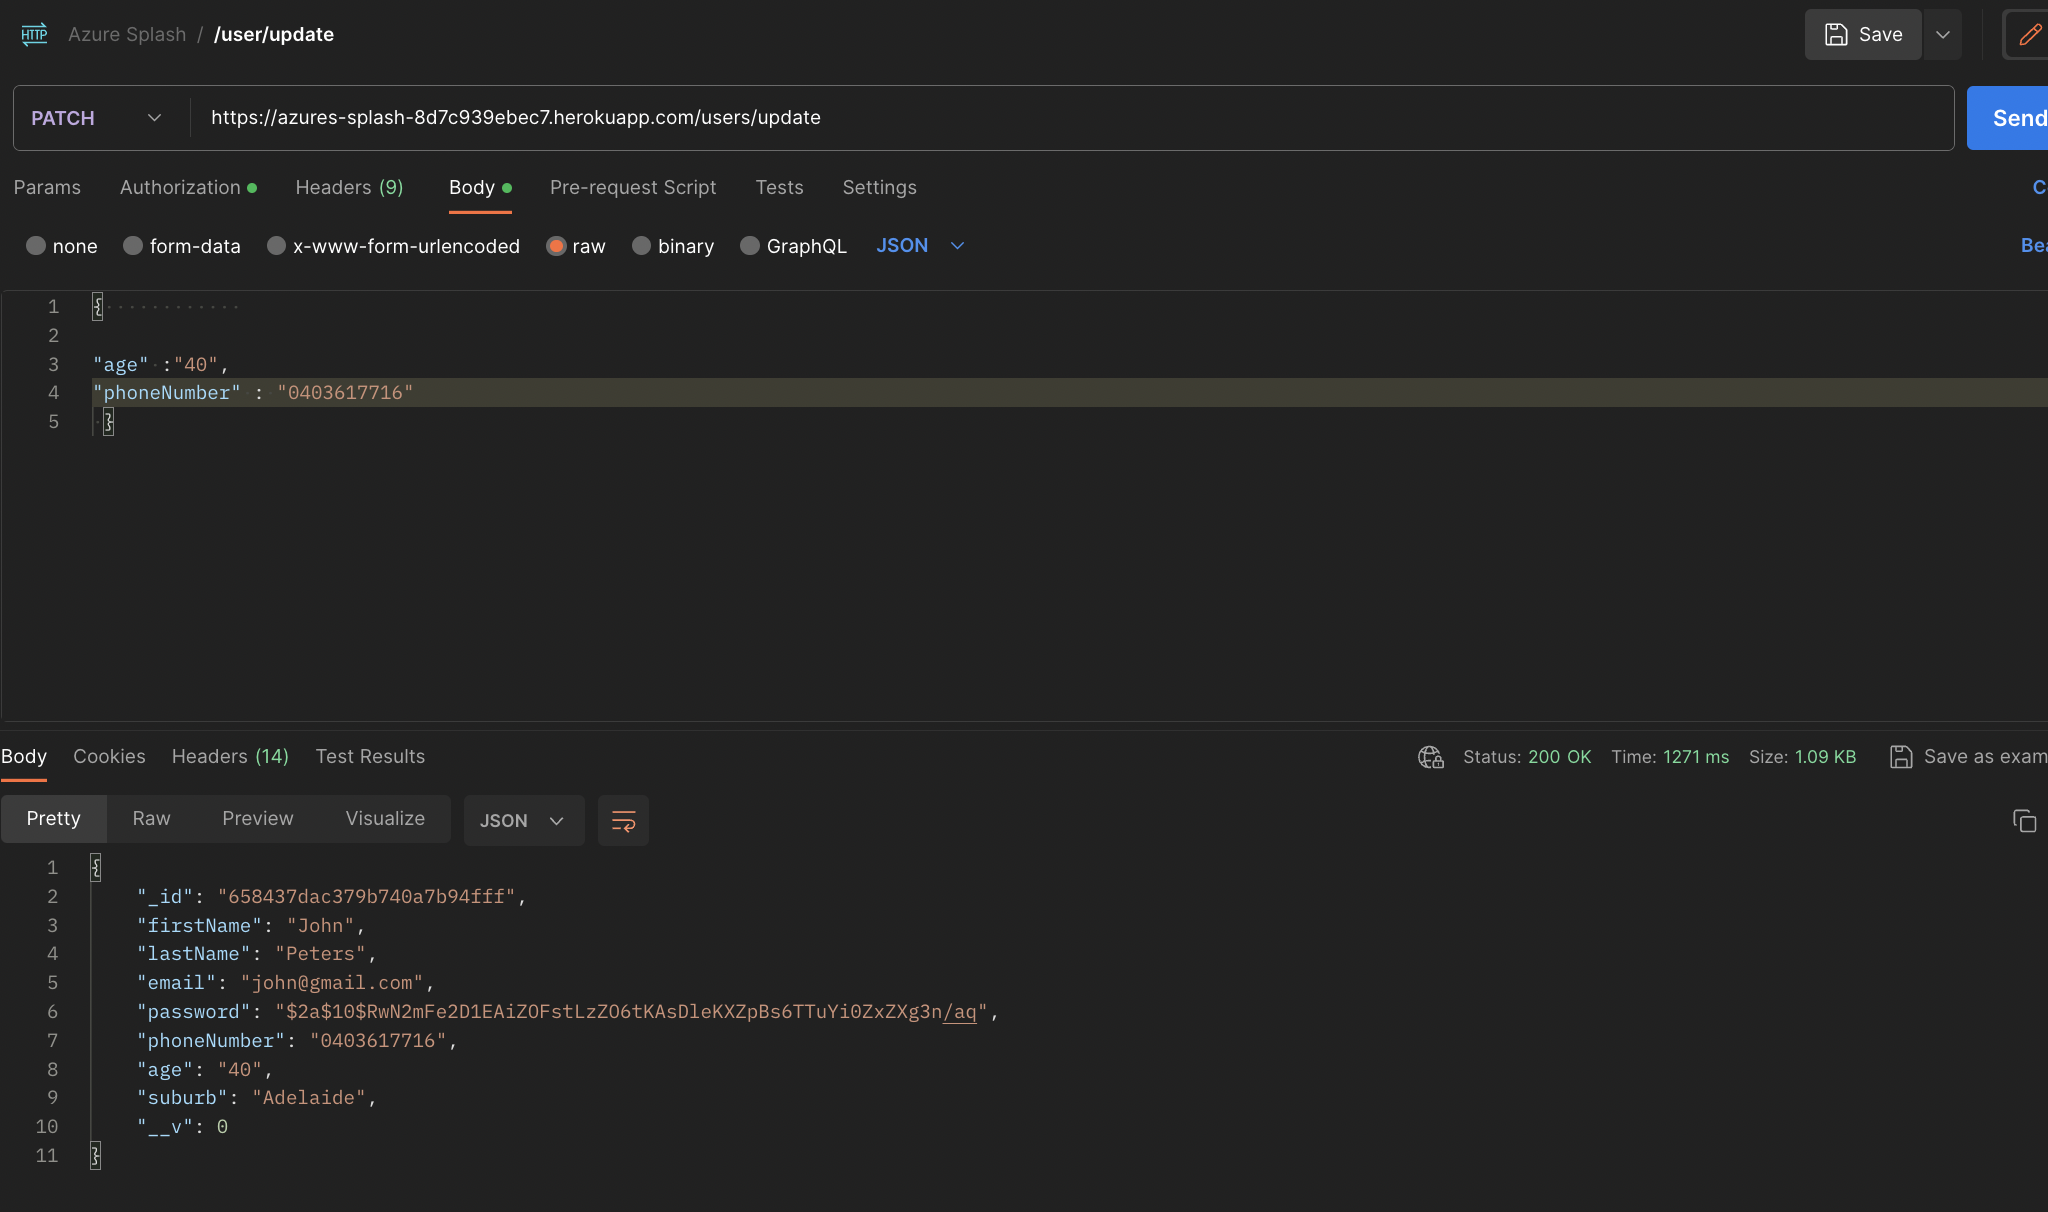 HTTP Azure Splash / /user/update Save
PATCH https://azures-splash-8d7c939ebec7.herokuapp.com/users/update Send
Params Authorization Headers (9) Body Pre-request Script Tests Settings C
none form-data x-www-form-urlencoded raw binary GraphQL JSON Bea
1 {
2
3 "age" :"40",
4 "phoneNumber" : "0403617716"
5 }
Body Cookies Headers (14) Test Results Status: 200 OK Time: 1271 ms Size: 1.09 KB Save as exam
Pretty Raw Preview Visualize JSON
1 {
2 "_id": "658437dac379b740a7b94fff",
3 "firstName": "John",
4 "lastName": "Peters",
5 "email": "john@gmail.com",
6 "password": "$2a$10$RwN2mFe2D1EAiZOFstLzZO6tKAsDleKXZpBs6TTuYi0ZxZXg3n/aq",
7 "phoneNumber": "0403617716",
8 "age": "40",
9 "suburb": "Adelaide",
10 "__v": 0
11 }